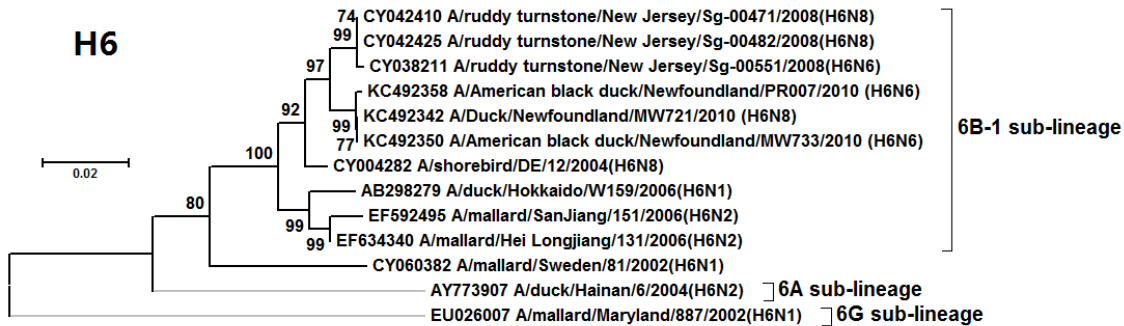 H6
74 CY042410 A/ruddy turnstone/New Jersey/Sg-00471/2008(H6N8)
99 CY042425 A/ruddy turnstone/New Jersey/Sg-00482/2008(H6N8)
97 CY038211 A/ruddy turnstone/New Jersey/Sg-00551/2008(H6N6)
KC492358 A/American black duck/Newfoundland/PR007/2010 (H6N6)
92 KC492342 A/Duck/Newfoundland/MW721/2010 (H6N8)
99
77 KC492350 A/American black duck/Newfoundland/MW733/2010 (H6N6)
6B-1 sub-lineage
100 CY004282 A/shorebird/DE/12/2004(H6N8)
0.02
AB298279 A/duck/Hokkaido/W159/2006(H6N1)
80 EF592495 A/mallard/SanJiang/151/2006(H6N2)
99
99 EF634340 A/mallard/Hei Longjiang/131/2006(H6N2)
CY060382 A/mallard/Sweden/81/2002(H6N1)
AY773907 A/duck/Hainan/6/2004(H6N2) 6A sub-lineage
EU026007 A/mallard/Maryland/887/2002(H6N1) 6G sub-lineage